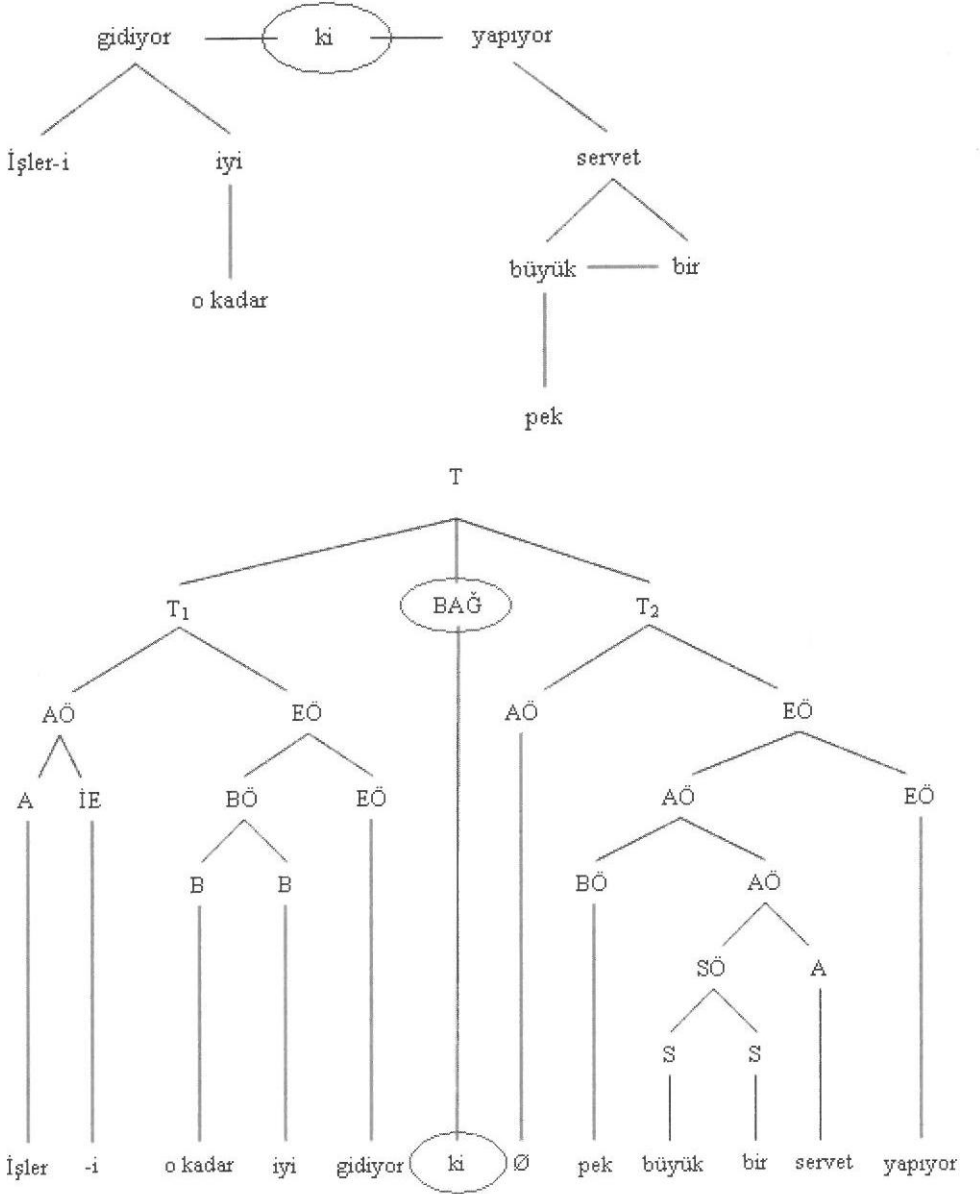 gidiyor ki yapıyor
İşler-i iyi servet
büyük bir
o kadar
pek
T
T₁ BAĞ T₂
AÖ EÖ AÖ EÖ
A İE BÖ EÖ AÖ EÖ
B B BÖ AÖ
SÖ A
S S
İşler -i o kadar iyi gidiyor ki Ø pek büyük bir servet yapıyor